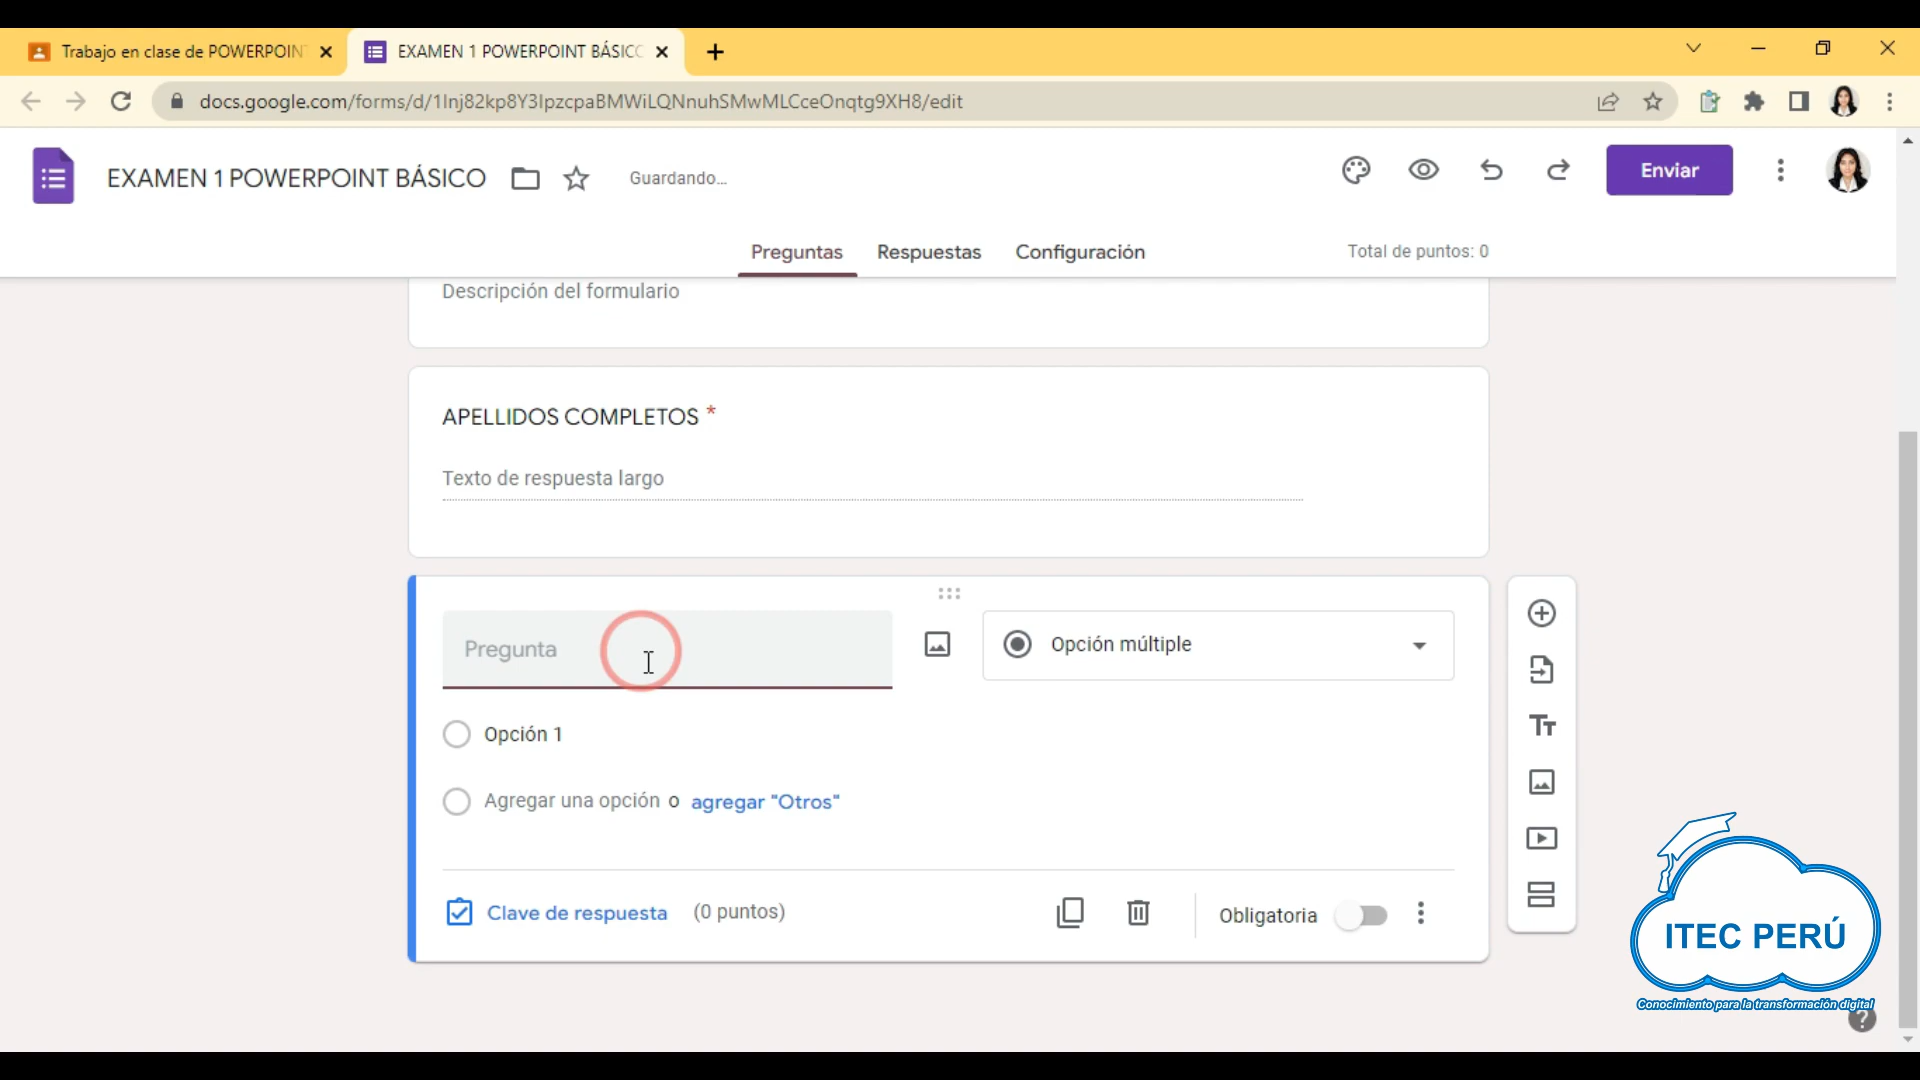 Trabajo en clase de POWERPOIN
EXAMEN 1 POWERPOINT BÁSICO
docs.google.com/forms/d/1Inj82kp8Y3IpzcpaBMWiLQNnuhSMwMLCceOnqtg9XH8/edit
EXAMEN 1 POWERPOINT BÁSICO
Guardando...
Enviar
Preguntas
Respuestas
Configuración
Total de puntos: 0
Descripción del formulario
APELLIDOS COMPLETOS *
Texto de respuesta largo
Pregunta
Opción múltiple
Opción 1
Agregar una opción o agregar "Otros"
Clave de respuesta
(0 puntos)
Obligatoria
ITEC PERÚ
Conocimiento para la transformación digital